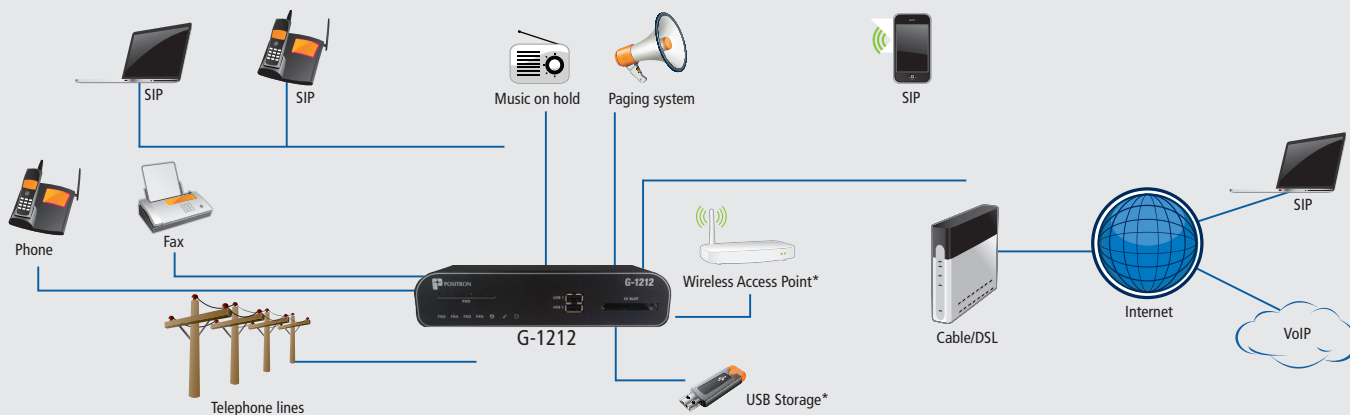 SIP
SIP
Music on hold
Paging system
SIP
SIP
Phone
Fax
Wireless Access Point*
POSITRON
G-1212
G-1212
Cable/DSL
Internet
VoIP
USB Storage*
Telephone lines